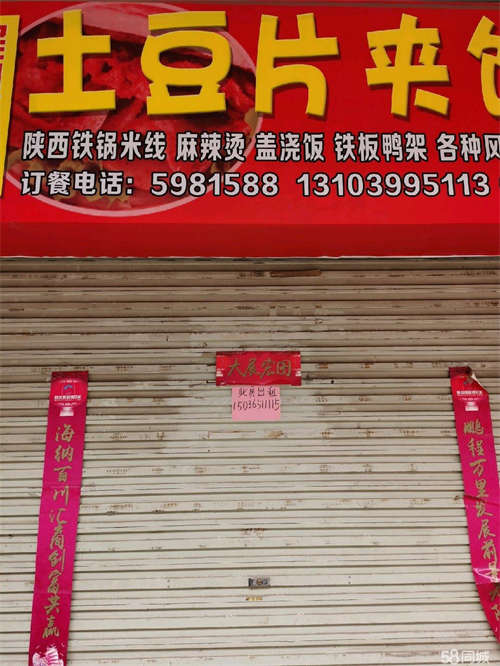 土豆片夹
陕西铁锅米线 麻辣烫 盖浇饭 铁板鸭架 各种风
订餐电话：5981588 13103995113
大展宏图
此房出租
15036511115
海纳百川汇商创富共赢
鹏程万里发展前
58同城